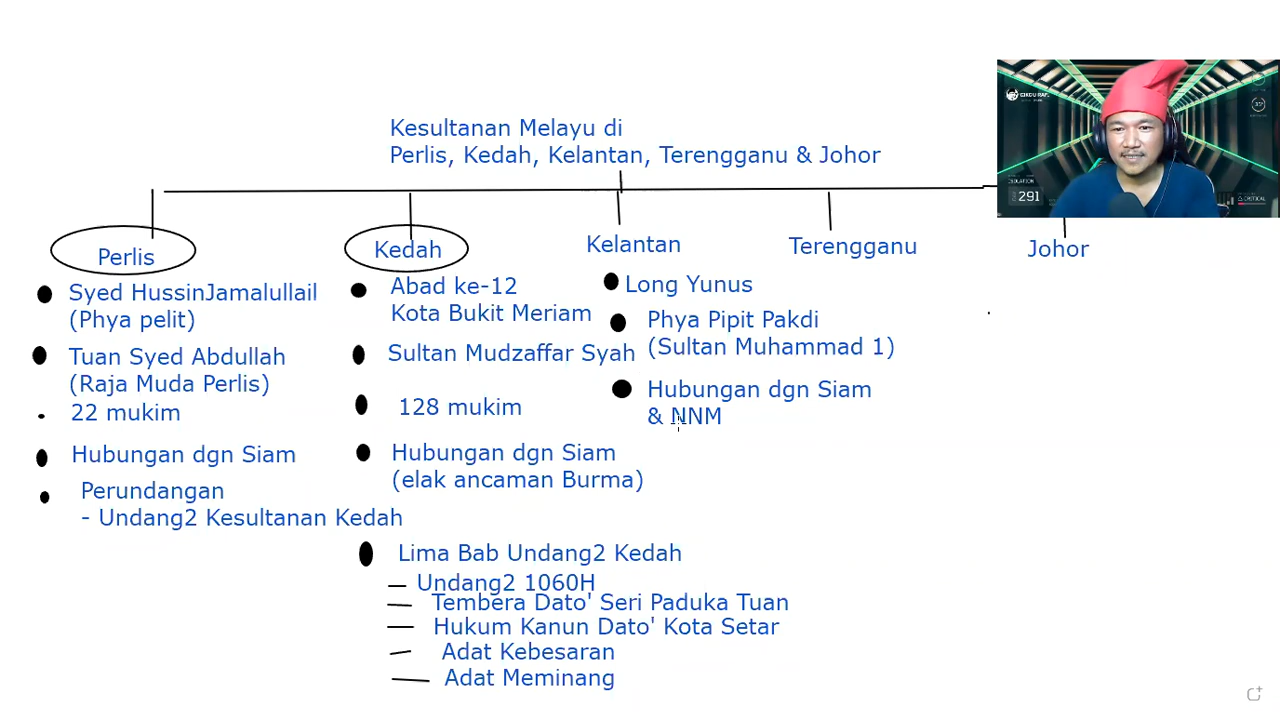 Kesultanan Melayu di
Perlis, Kedah, Kelantan, Terengganu & Johor
291
Perlis
Syed HussinJamalullail
(Phya pelit)
Tuan Syed Abdullah
(Raja Muda Perlis)
22 mukim
Hubungan dgn Siam
Perundangan
- Undang2 Kesultanan Kedah
Kedah
Abad ke-12
Kota Bukit Meriam
Sultan Mudzaffar Syah
128 mukim
Hubungan dgn Siam
(elak ancaman Burma)
Lima Bab Undang2 Kedah
Undang2 1060H
Tembera Dato' Seri Paduka Tuan
Hukum Kanun Dato' Kota Setar
Adat Kebesaran
Adat Meminang
Kelantan
Long Yunus
Phya Pipit Pakdi
(Sultan Muhammad 1)
Hubungan dgn Siam
& NNM
Terengganu
Johor